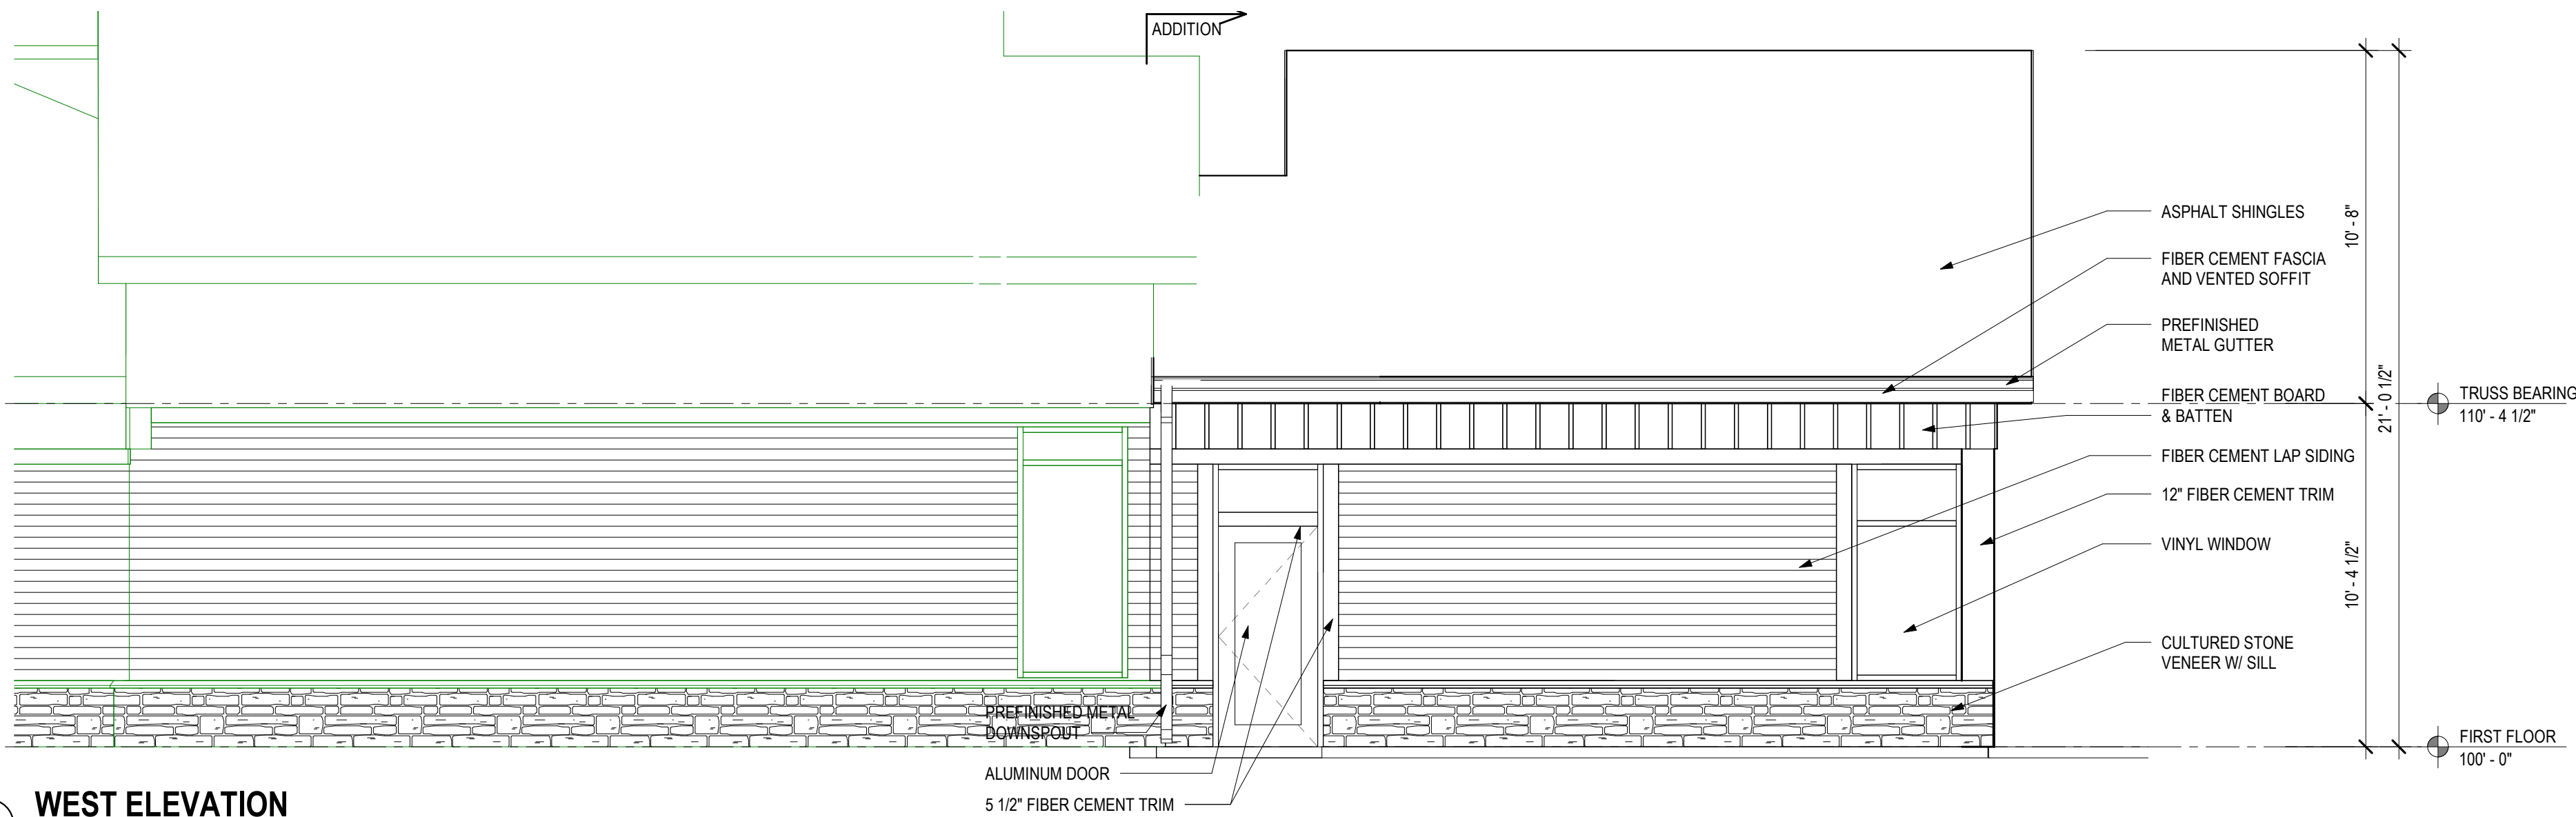 ADDITION
ASPHALT SHINGLES
FIBER CEMENT FASCIA
AND VENTED SOFFIT
PREFINISHED
METAL GUTTER
FIBER CEMENT BOARD
& BATTEN
FIBER CEMENT LAP SIDING
12" FIBER CEMENT TRIM
VINYL WINDOW
CULTURED STONE
VENEER W/ SILL
10' - 8"
21' - 0 1/2"
10' - 4 1/2"
TRUSS BEARING
110' - 4 1/2"
FIRST FLOOR
100' - 0"
PREFINISHED METAL
DOWNSPOUT
ALUMINUM DOOR
5 1/2" FIBER CEMENT TRIM
WEST ELEVATION